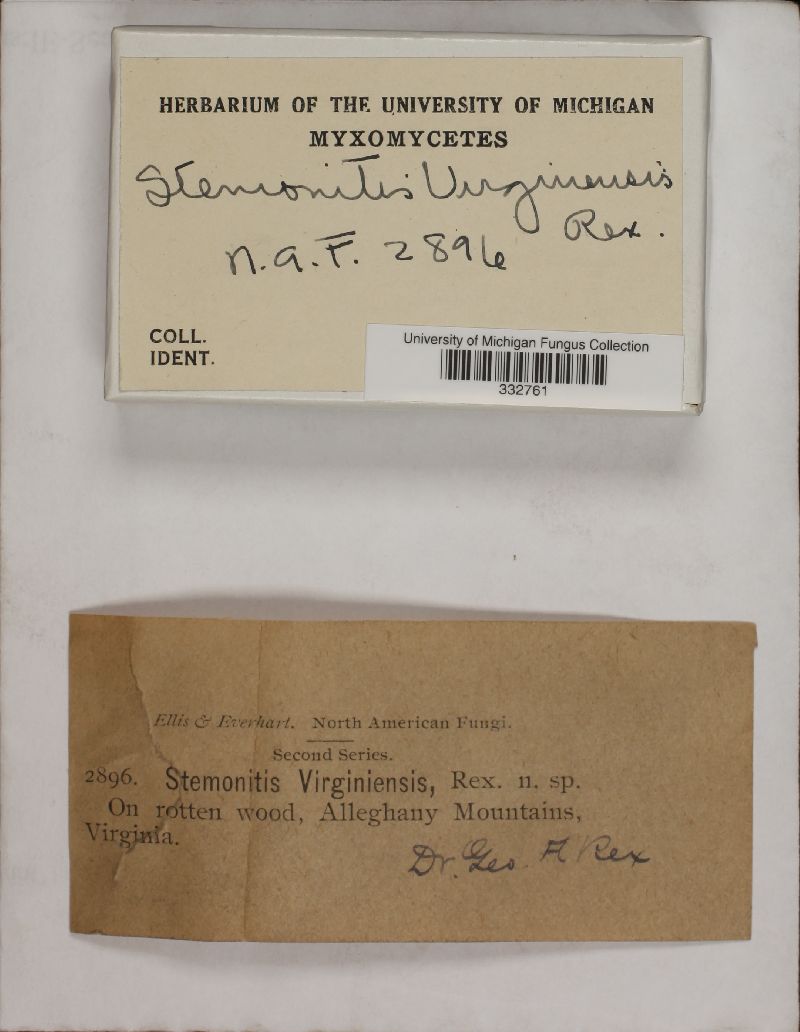 HERBARIUM OF THE UNIVERSITY OF MICHIGAN
MYXOMYCETES
Stemonitis Virginensis
Rex.
N.A.F. 2896
COLL.
IDENT.
University of Michigan Fungus Collection
332761
Ellis & Everhart. North American Fungi.
Second Series.
2896. Stemonitis Virginiensis, Rex. n. sp.
On rotten wood, Alleghany Mountains,
Virginia.
Dr. Geo. A Rex